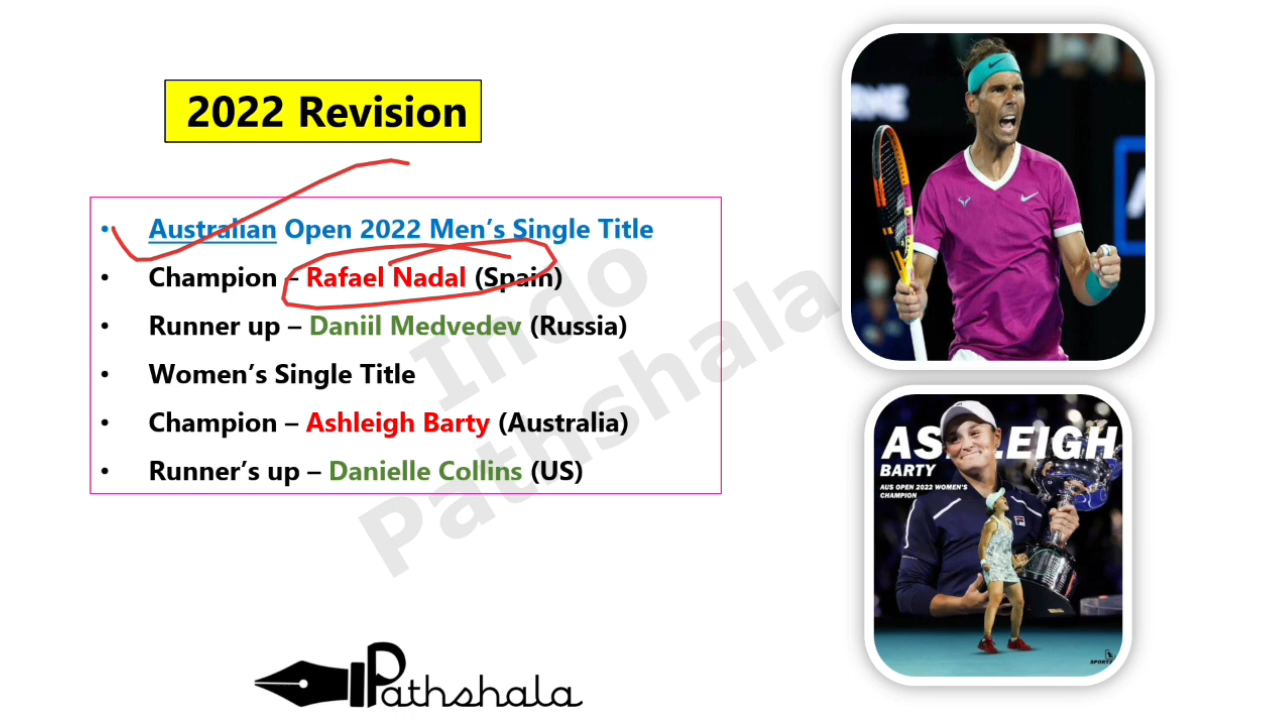 2022 Revision
• Australian Open 2022 Men’s Single Title
• Champion – Rafael Nadal (Spain)
• Runner up – Daniil Medvedev (Russia)
• Women’s Single Title
• Champion – Ashleigh Barty (Australia)
• Runner’s up – Danielle Collins (US)
Indo
Pathshala
Pathshala
ASHLEIGH
BARTY
AUS OPEN 2022 WOMEN'S
CHAMPION